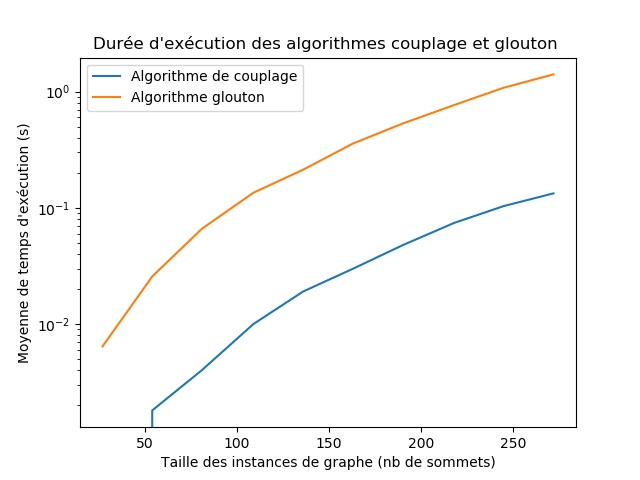 Durée d'exécution des algorithmes couplage et glouton
Algorithme de couplage
Algorithme glouton
Moyenne de temps d'exécution (s)
10⁰
10⁻¹
10⁻²
50 100 150 200 250
Taille des instances de graphe (nb de sommets)